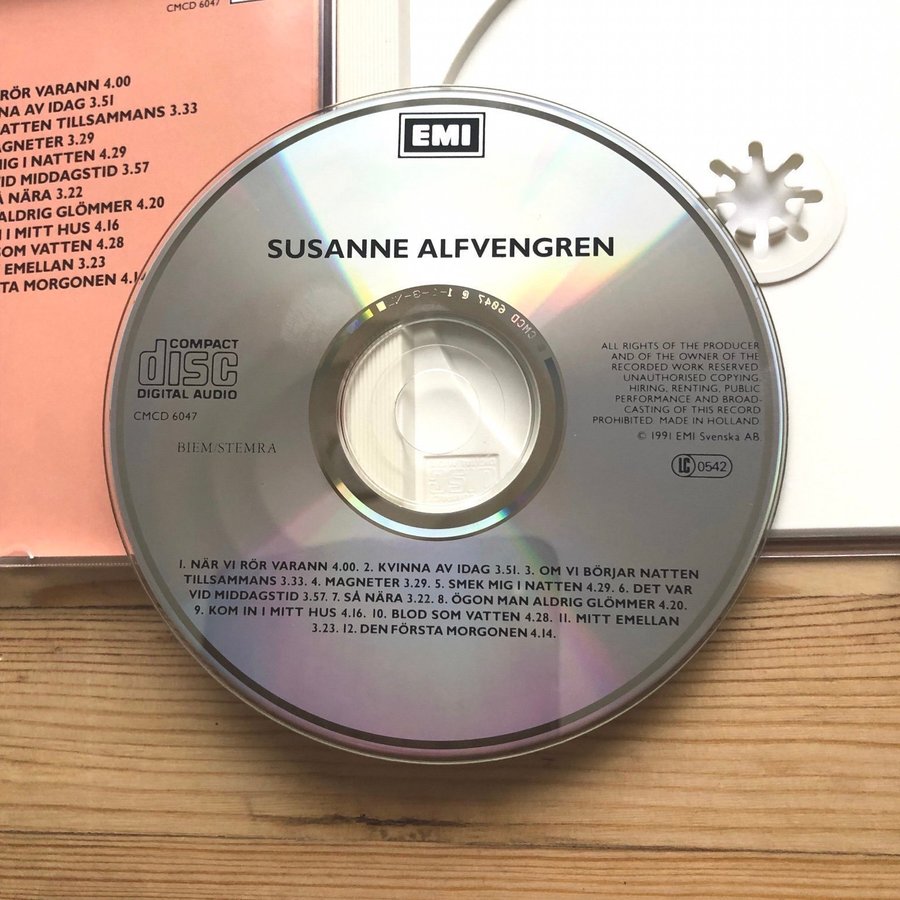 CMCD 6047
RÖR VARANN 4.00
NA AV IDAG 3.51
ATTEN TILLSAMMANS 3.33
AGNETER 3.29
MIG I NATTEN 4.29
VID MIDDAGSTID 3.57
Å NÄRA 3.22
ALDRIG GLÖMMER 4.20
N I MITT HUS 4.16
SOM VATTEN 4.28
EMELLAN 3.23
STA MORGONEN 4.14
EMI
SUSANNE ALFVENGREN
CMCD 6047
COMPACT
disc
DIGITAL AUDIO
CMCD 6047
BIEM/STEMRA
ALL RIGHTS OF THE PRODUCER
AND OF THE OWNER OF THE
RECORDED WORK RESERVED
UNAUTHORISED COPYING,
HIRING, RENTING, PUBLIC
PERFORMANCE AND BROAD-
CASTING OF THIS RECORD
PROHIBITED. MADE IN HOLLAND
© 1991 EMI Svenska AB
LC 0542
1. NÄR VI RÖR VARANN 4.00. 2. KVINNA AV IDAG 3.51. 3. OM VI BÖRJAR NATTEN
TILLSAMMANS 3.33. 4. MAGNETER 3.29. 5. SMEK MIG I NATTEN 4.29. 6. DET VAR
VID MIDDAGSTID 3.57. 7. SÅ NÄRA 3.22. 8. ÖGON MAN ALDRIG GLÖMMER 4.20.
9. KOM IN I MITT HUS 4.16. 10. BLOD SOM VATTEN 4.28. 11. MITT EMELLAN
3.23. 12. DEN FÖRSTA MORGONEN 4.14.